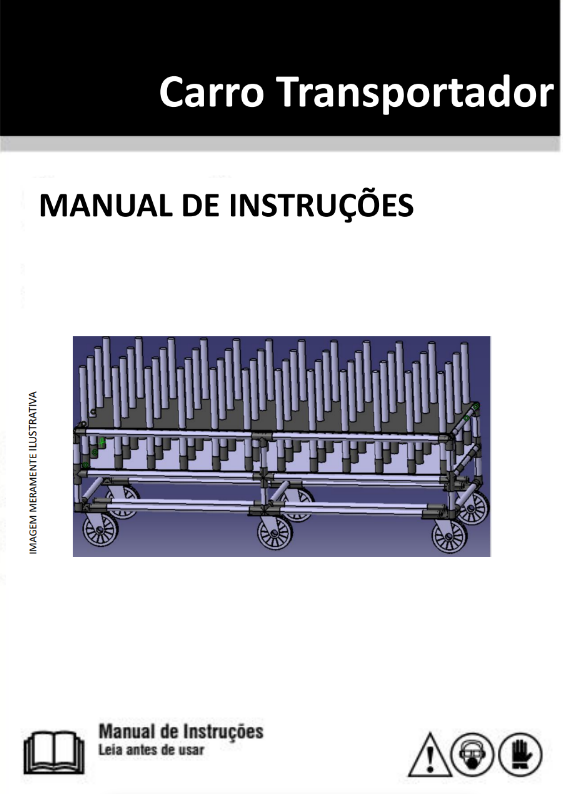 Carro Transportador
MANUAL DE INSTRUÇÕES
IMAGEM MERAMENTE ILUSTRATIVA
Manual de Instruções
Leia antes de usar